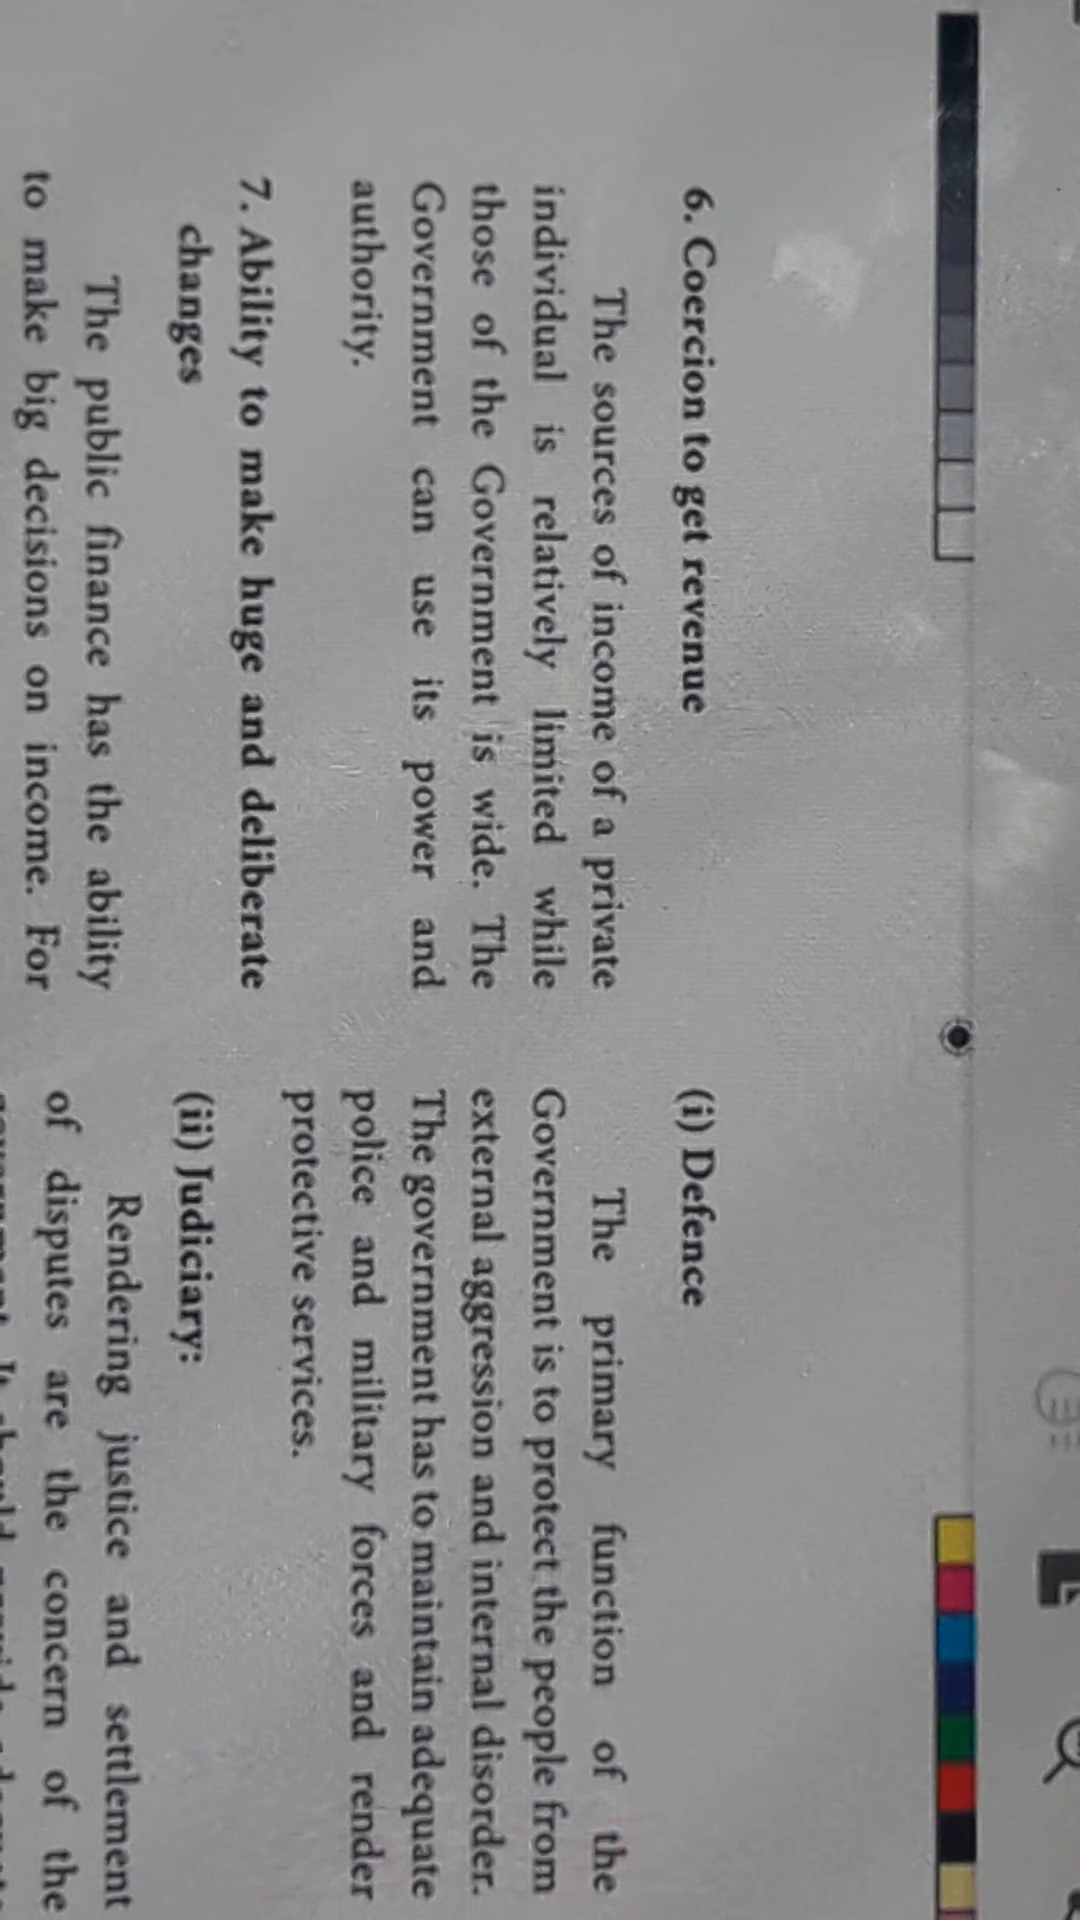 6. Coercion to get revenue
The sources of income of a private
individual is relatively limited while
those of the Government is wide. The
Government can use its power and
authority.
7. Ability to make huge and deliberate
changes
The public finance has the ability
to make big decisions on income. For
(i) Defence
The primary function of the
Government is to protect the people from
external aggression and internal disorder.
The government has to maintain adequate
police and military forces and render
protective services.
(ii) Judiciary:
Rendering justice and settlement
of disputes are the concern of the